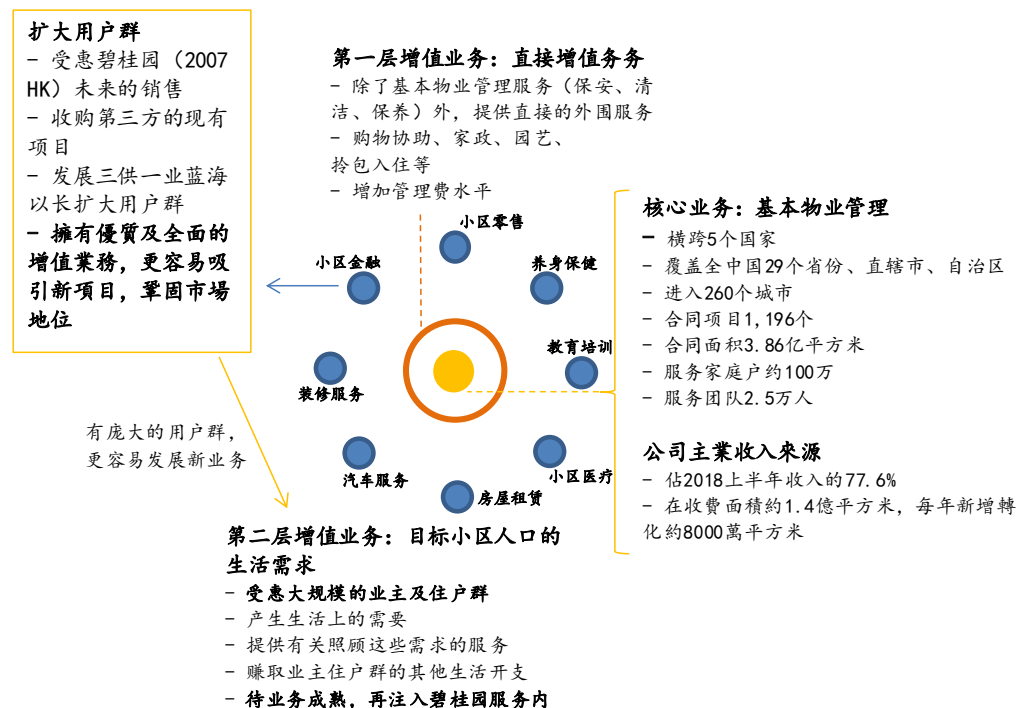 扩大用户群
- 受惠碧桂园（2007
HK）未来的销售
- 收购第三方的现有
项目
- 发展三供一业蓝海
以长扩大用户群
- 擁有優質及全面的
增值業務，更容易吸
引新項目，鞏固市場
地位
第一层增值业务：直接增值务务
- 除了基本物业管理服务（保安、清
洁、保养）外，提供直接的外围服务
- 购物协助、家政、园艺、
拎包入住等
- 增加管理费水平
小区零售
小区金融
养身保健
教育培训
装修服务
汽车服务
小区医疗
房屋租赁
核心业务：基本物业管理
- 横跨5个国家
- 覆盖全中国29个省份、直辖市、自治区
- 进入260个城市
- 合同项目1,196个
- 合同面积3.86亿平方米
- 服务家庭户约100万
- 服务团队2.5万人
公司主業收入來源
- 佔2018上半年收入的77.6%
- 在收费面積約1.4億平方米，每年新增轉
化約8000萬平方米
有庞大的用户群，
更容易发展新业务
第二层增值业务：目标小区人口的
生活需求
- 受惠大规模的业主及住户群
- 产生生活上的需要
- 提供有关照顾这些需求的服务
- 赚取业主住户群的其他生活开支
- 待业务成熟，再注入碧桂园服务内